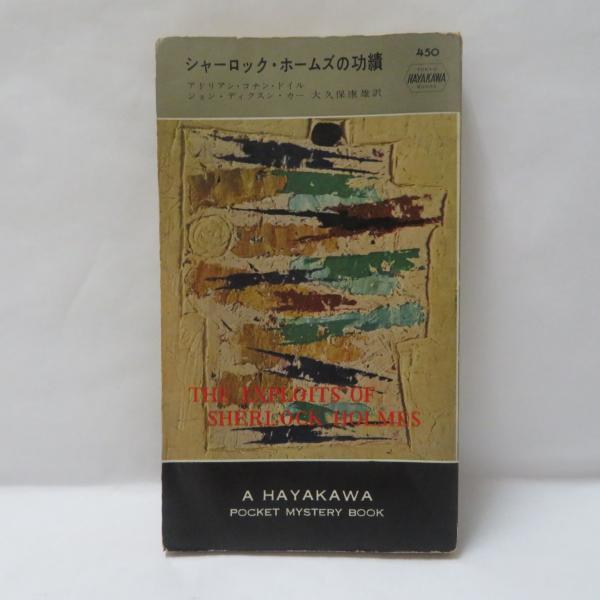 シャーロック・ホームズの功績
450
アドリアン・コナン・ドイル
ジョン・ディクスン・カー 大久保康雄訳
TOKYO
HAYAKAWA
BOOKS
THE EXPLOITS OF
SHERLOCK HOLMES
A HAYAKAWA
POCKET MYSTERY BOOK